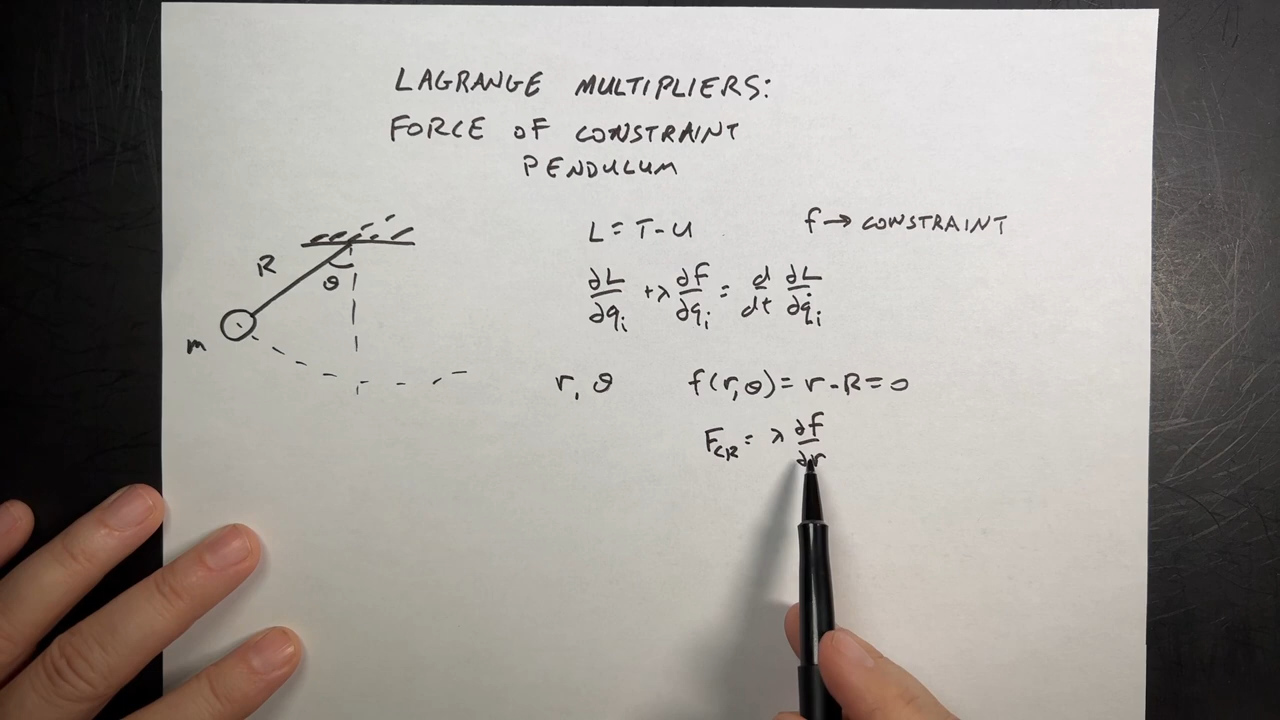 LAGRANGE MULTIPLIERS:
FORCE OF CONSTRAINT
PENDULUM
L = T - U
f → CONSTRAINT
∂L/∂qᵢ + λ ∂f/∂qᵢ = d/dt ∂L/∂q̇ᵢ
R
θ
m
r, θ
f(r, θ) = r - R = 0
F_CR = λ ∂f/∂r